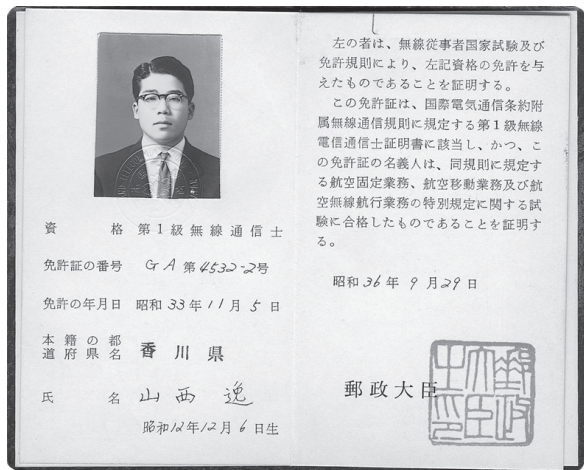 資格 第1級無線通信士
免許証の番号 GA第4532-2号
免許の年月日 昭和33年11月5日
本籍の都
道府県名 香川県
氏名 山西 逸
昭和12年12月6日生
左の者は、無線従事者国家試験及び
免許規則により、左記資格の免許を与
えたものであることを証明する。
この免許証は、国際電気通信条約附
属無線通信規則に規定する第1級無線
電信通信士証明書に該当し、かつ、こ
の免許証の名義人は、同規則に規定す
る航空固定業務、航空移動業務及び航
空無線航行業務の特別規定に関する試
験に合格したものであることを証明す
る。
昭和36年9月29日
郵政大臣
郵政
大臣
之印